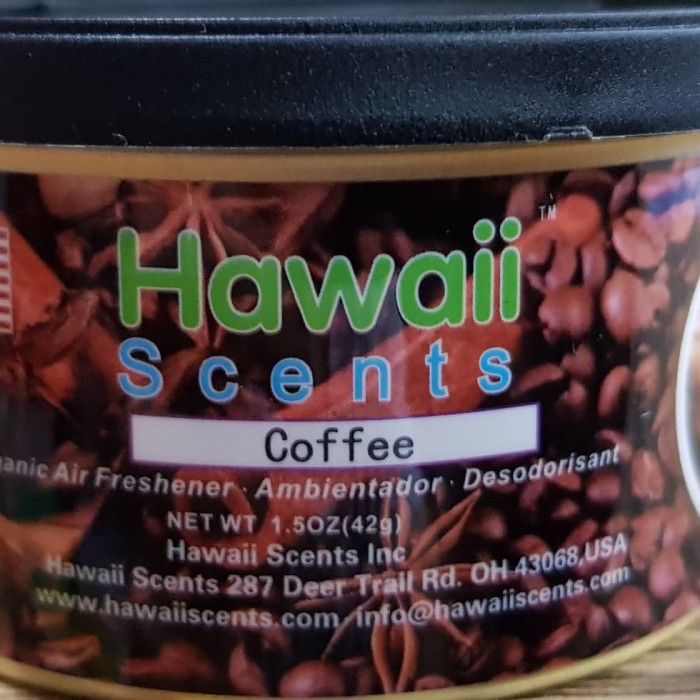 Hawaii™
Scents
Coffee
Air Freshener · Ambientador · Desodorisant
NET WT 1.5OZ(42g)
Hawaii Scents Inc
Hawaii Scents 287 Deer Trail Rd. OH 43068,USA
www.hawaiiscents.com info@hawaiiscents.com